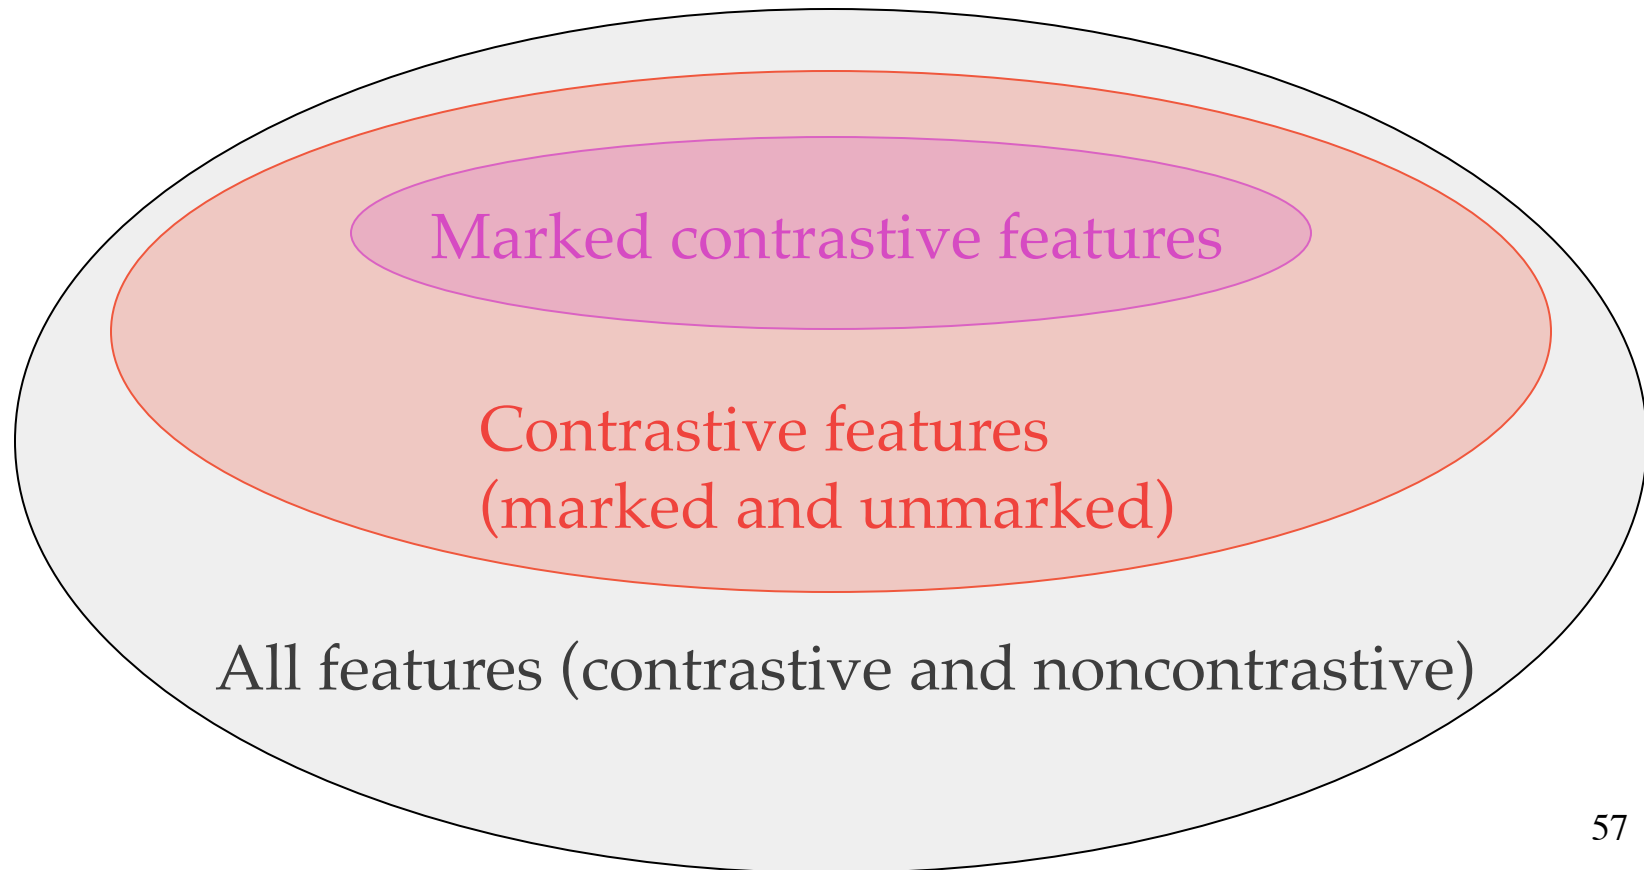 Marked contrastive features
Contrastive features
(marked and unmarked)
All features (contrastive and noncontrastive)
57